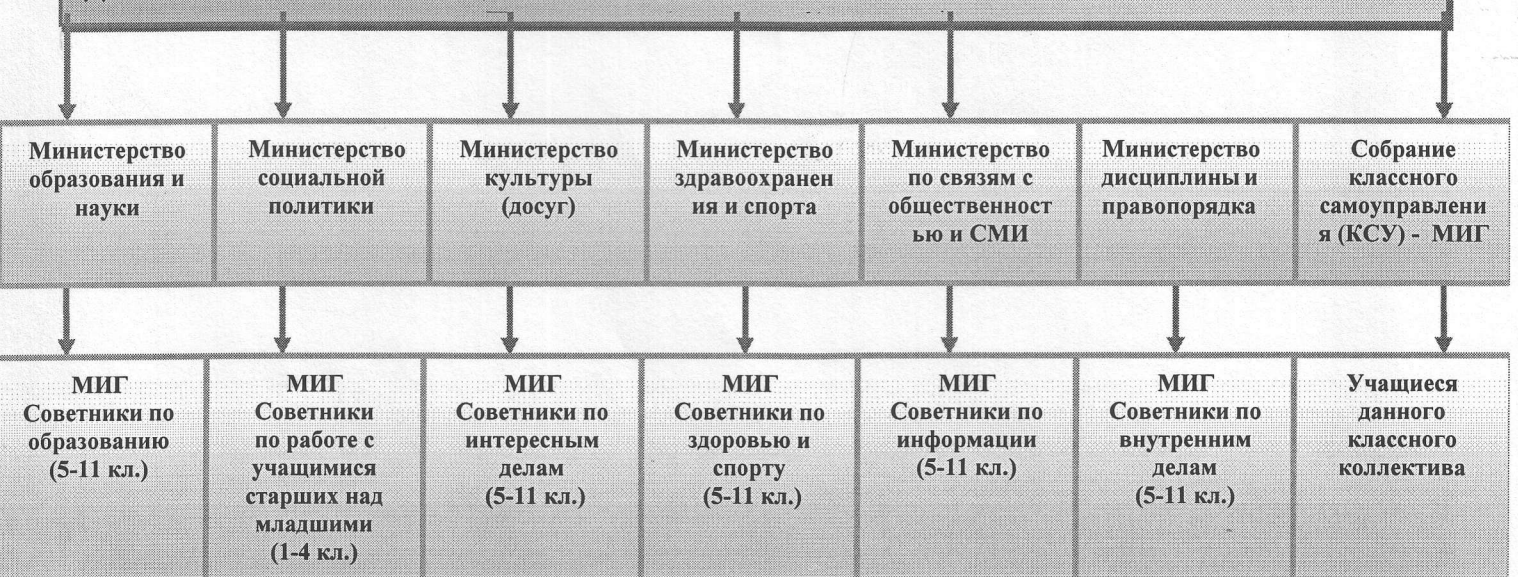 Министерство
образования и
науки
Министерство
социальной
политики
Министерство
культуры
(досуг)
Министерство
здравоохранен
ия и спорта
Министерство
по связям с
общественност
ью и СМИ
Министерство
дисциплины и
правопорядка
Собрание
классного
самоуправлени
я (КСУ) - МИГ
МИГ
Советники по
образованию
(5-11 кл.)
МИГ
Советники
по работе с
учащимися
старших над
младшими
(1-4 кл.)
МИГ
Советники по
интересным
делам
(5-11 кл.)
МИГ
Советники по
здоровью и
спорту
(5-11 кл.)
МИГ
Советники по
информации
(5-11 кл.)
МИГ
Советники по
внутренним
делам
(5-11 кл.)
Учащиеся
данного
классного
коллектива